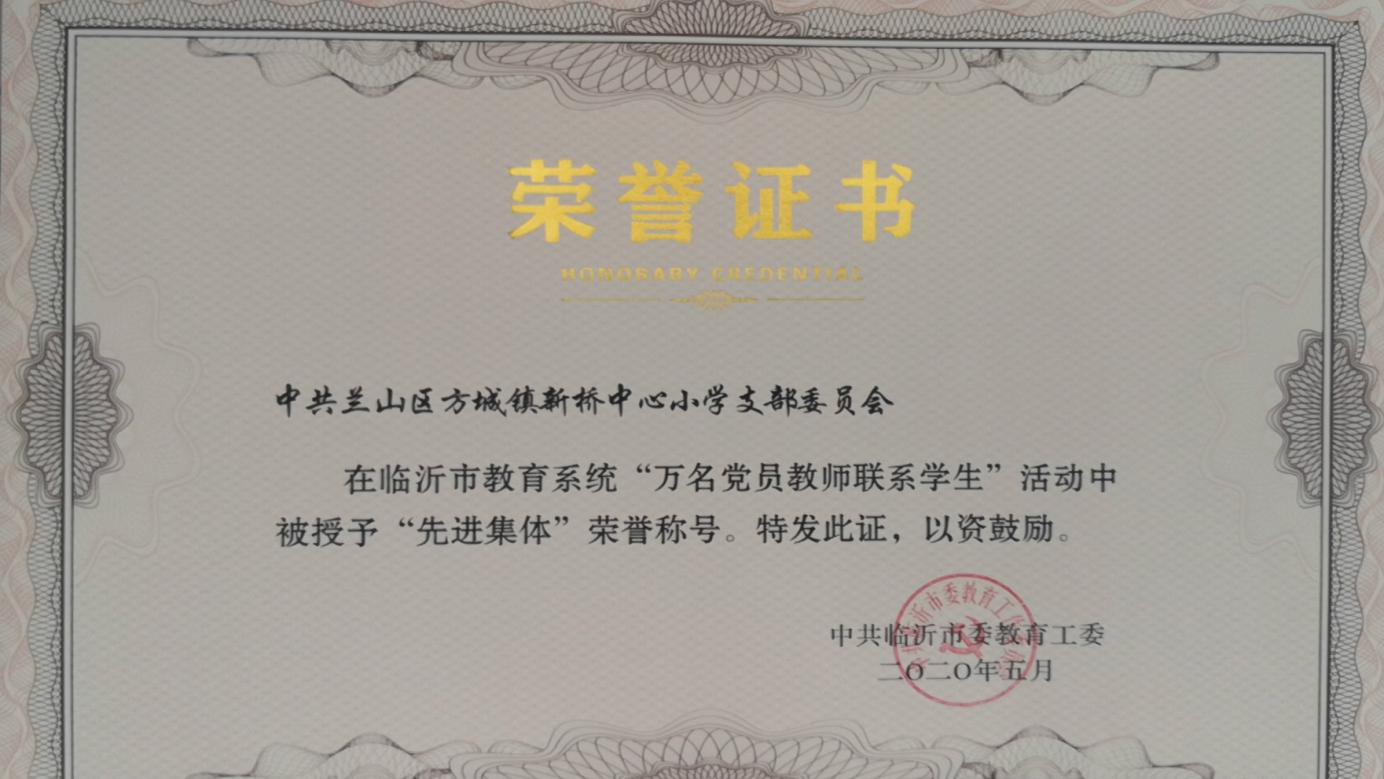 荣誉证书
HONOBABY CREDENTIAL
中共兰山区方城镇新桥中心小学支部委员会
在临沂市教育系统“万名党员教师联系学生”活动中
被授予“先进集体”荣誉称号。特发此证，以资鼓励。
中共临沂市委教育工委
二〇二〇年五月